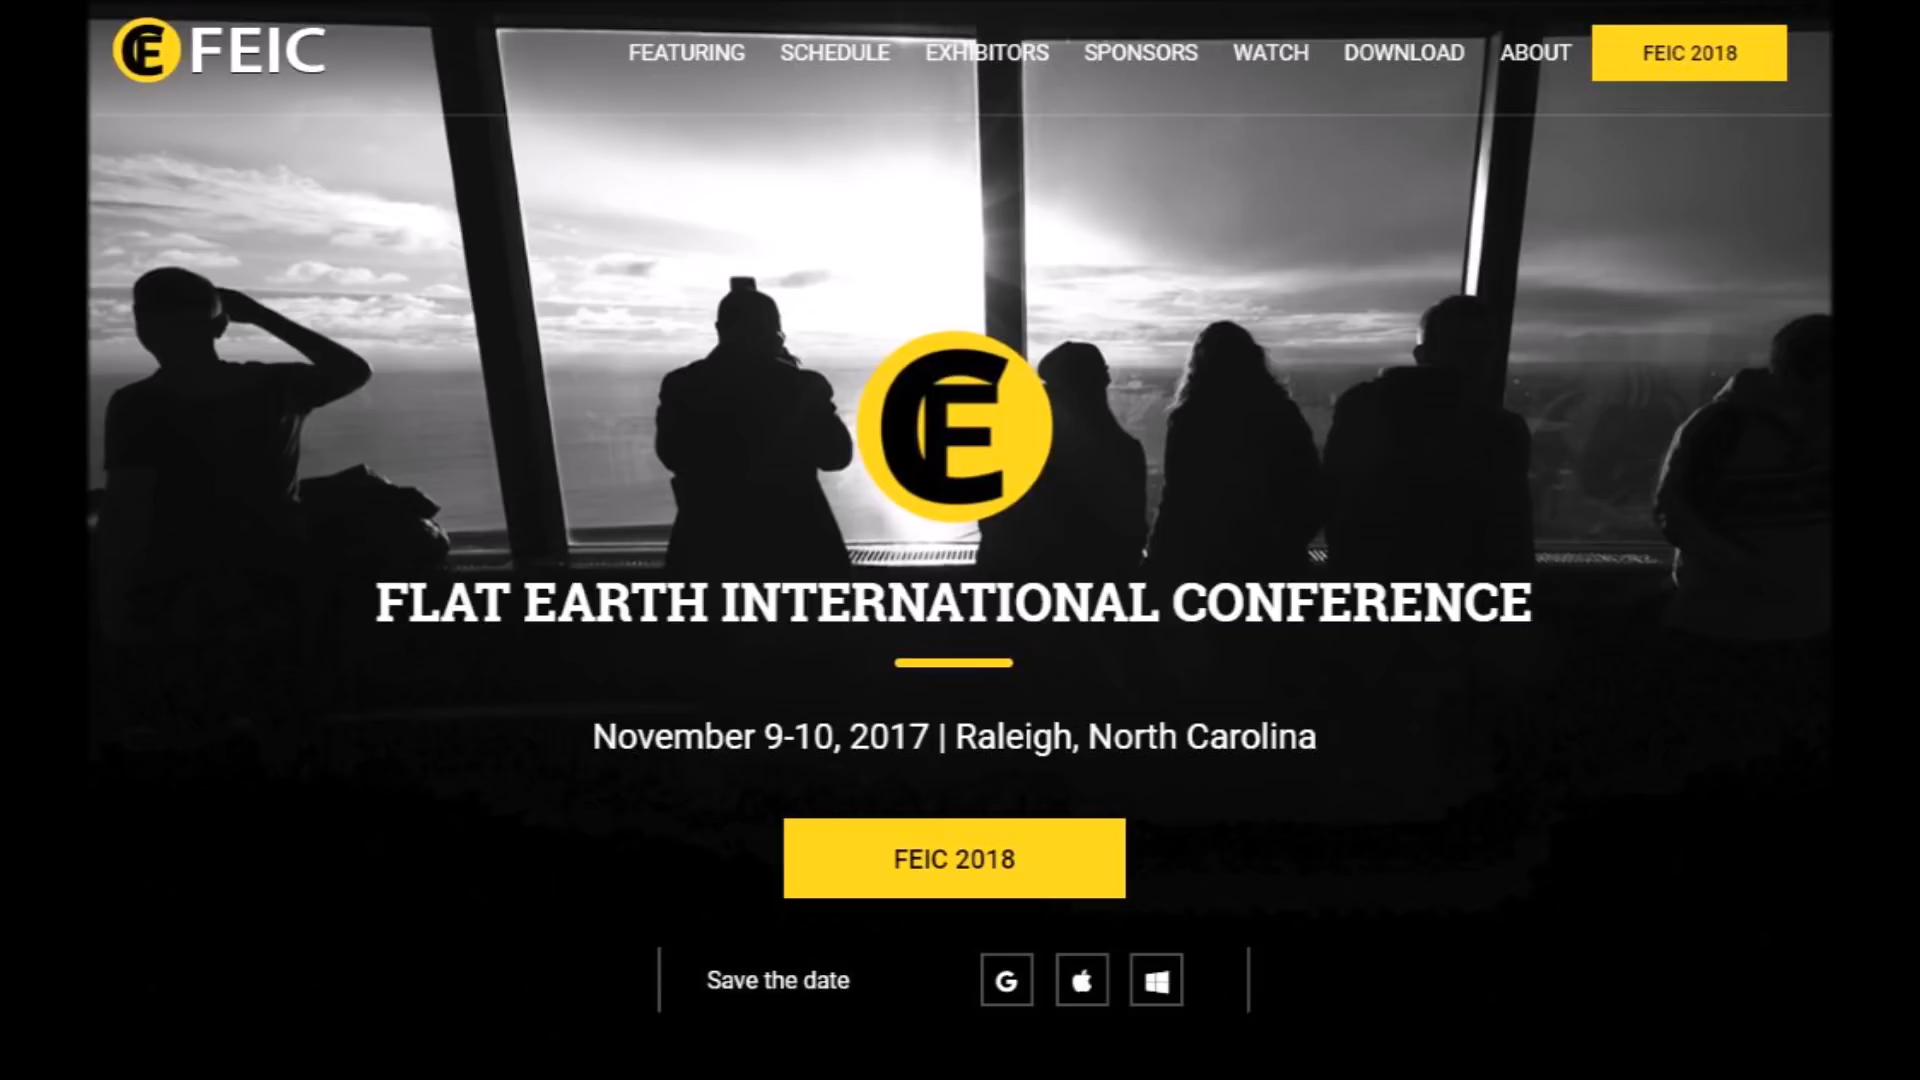 FEIC
FEATURING SCHEDULE EXHIBITORS SPONSORS WATCH DOWNLOAD ABOUT FEIC 2018
FLAT EARTH INTERNATIONAL CONFERENCE
November 9-10, 2017 | Raleigh, North Carolina
FEIC 2018
Save the date